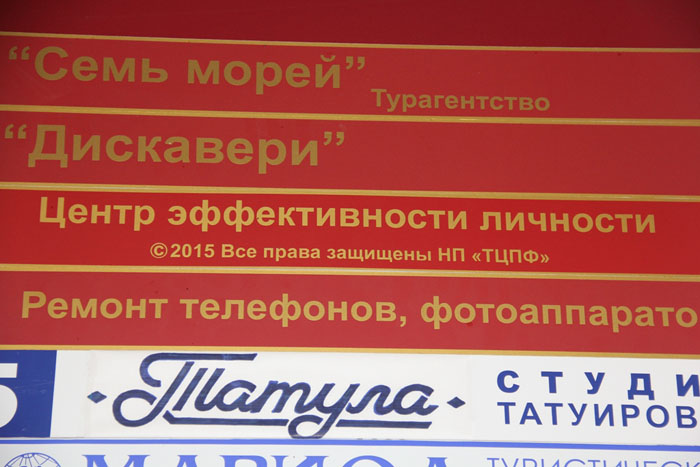 “Семь морей”
Турагентство
“Дискавери”
Центр эффективности личности
©2015 Все права защищены НП «ТЦПФ»
Ремонт телефонов, фотоаппарато
5
Татула
СТУДИ
ТАТУИРОВ